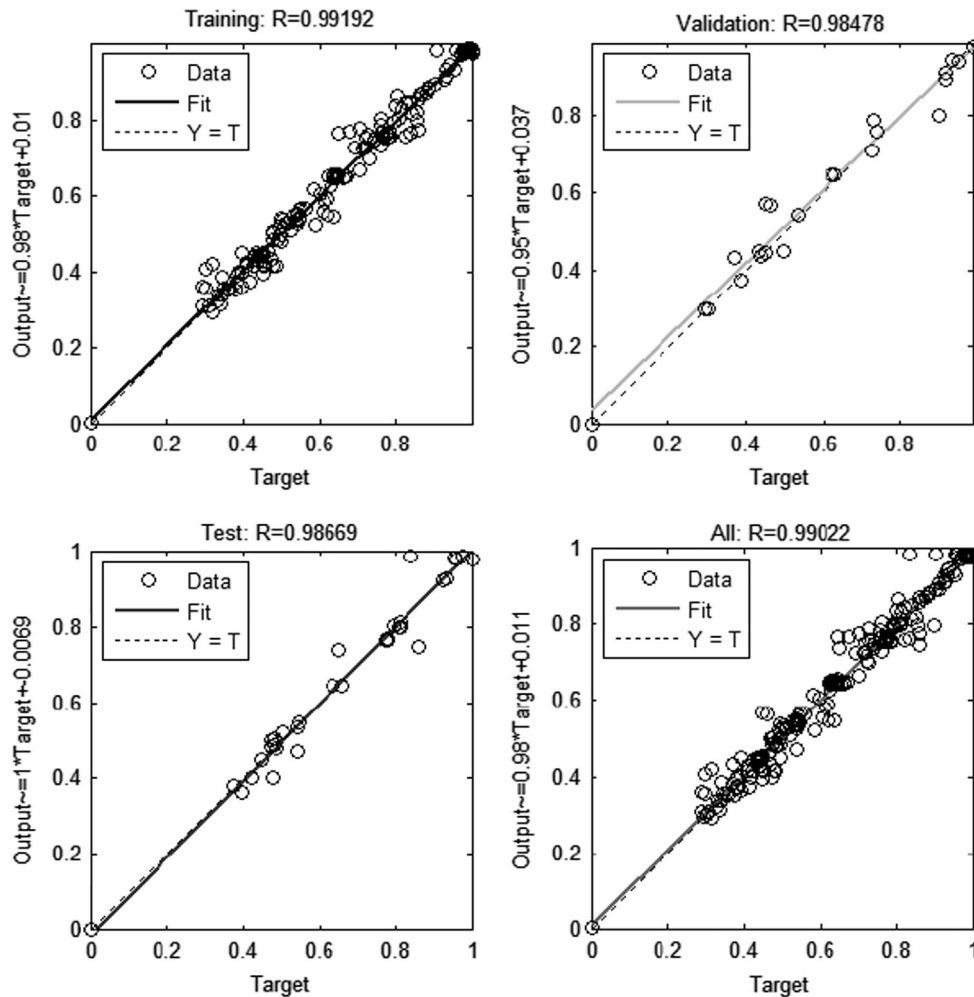 Training: R=0.99192
Output~=0.98*Target+0.01
Data
Fit
Y = T
0.8
0.6
0.4
0.2
0
0
0.2
0.4
0.6
0.8
1
Target
Validation: R=0.98478
Output~=0.95*Target+0.037
Data
Fit
Y = T
0.8
0.6
0.4
0.2
0
0
0.2
0.4
0.6
0.8
1
Target
Test: R=0.98669
Output~=1*Target+-0.0069
Data
Fit
Y = T
1
0.8
0.6
0.4
0.2
0
0
0.2
0.4
0.6
0.8
1
Target
All: R=0.99022
Output~=0.98*Target+0.011
Data
Fit
Y = T
1
0.8
0.6
0.4
0.2
0
0
0.2
0.4
0.6
0.8
1
Target